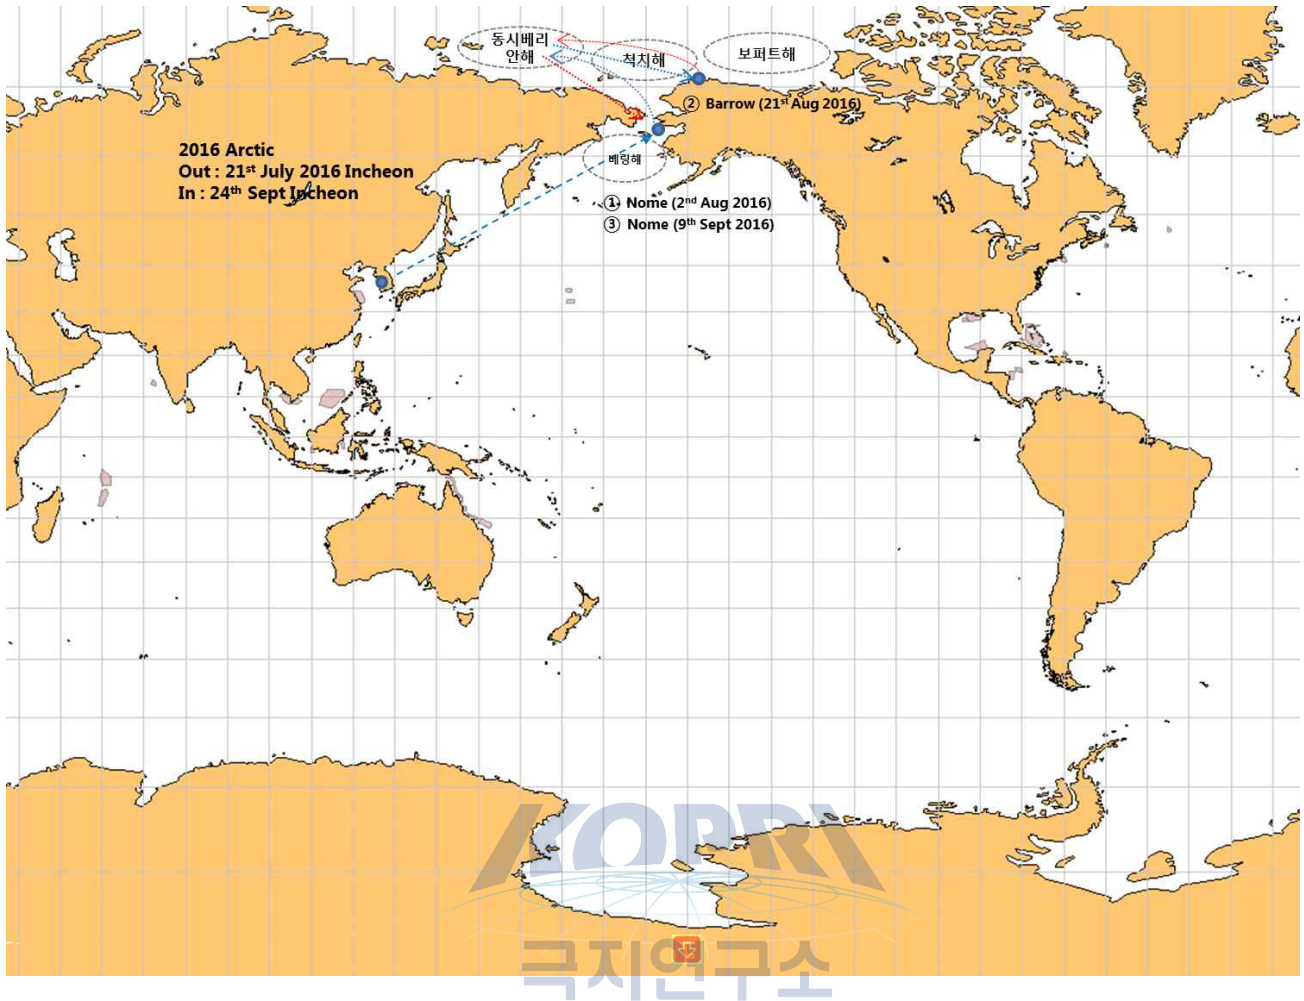 동시베리
안해
척치해
보퍼트해
② Barrow (21st Aug 2016)
2016 Arctic
Out : 21st July 2016 Incheon
In : 24th Sept Incheon
베링해
① Nome (2nd Aug 2016)
③ Nome (9th Sept 2016)
KOPRI
극지연구소